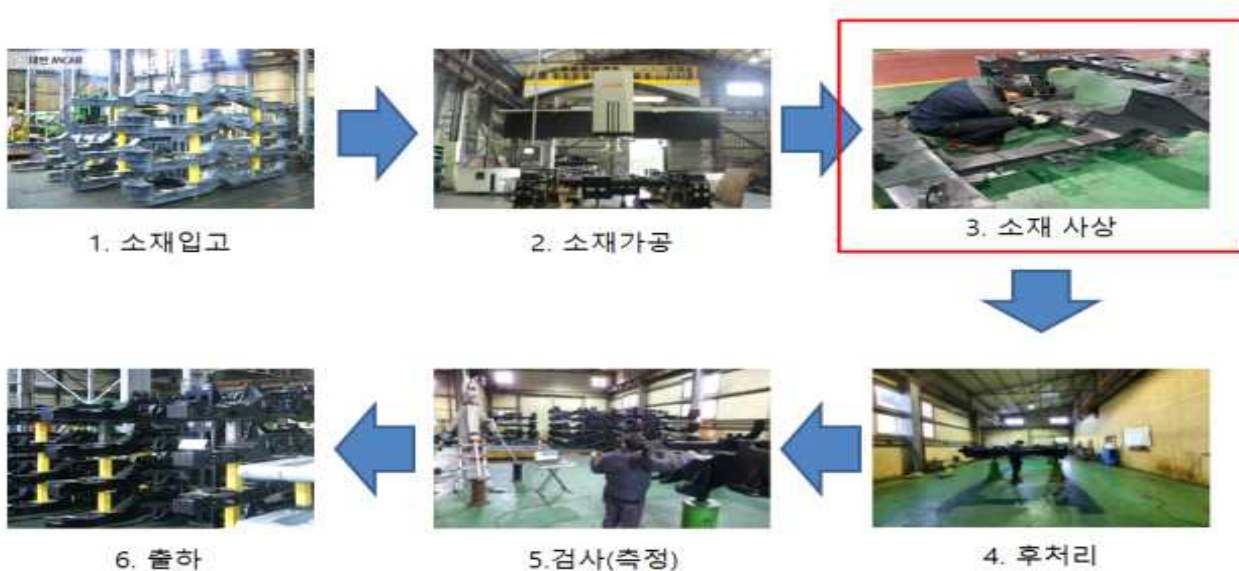 1. 소재입고
2. 소재가공
3. 소재 사상
6. 출하
5.검사(측정)
4. 후처리